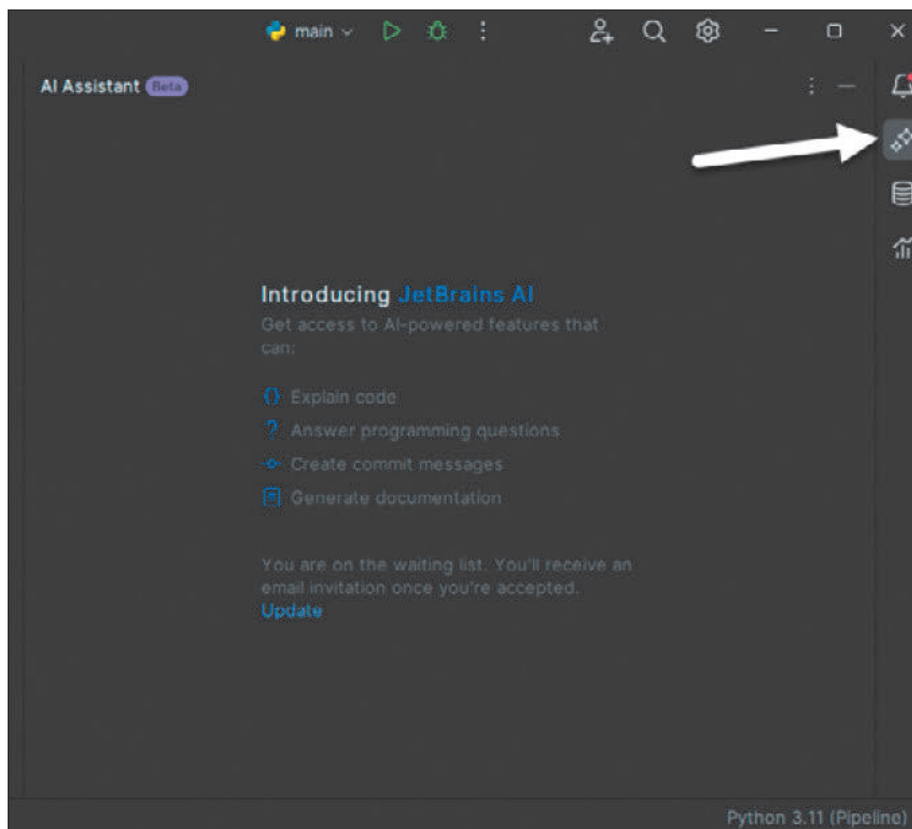 main
AI Assistant Beta
Introducing JetBrains AI
Get access to AI-powered features that
can:
Explain code
Answer programming questions
Create commit messages
Generate documentation
You are on the waiting list. You'll receive an
email invitation once you're accepted.
Update
Python 3.11 (Pipeline)